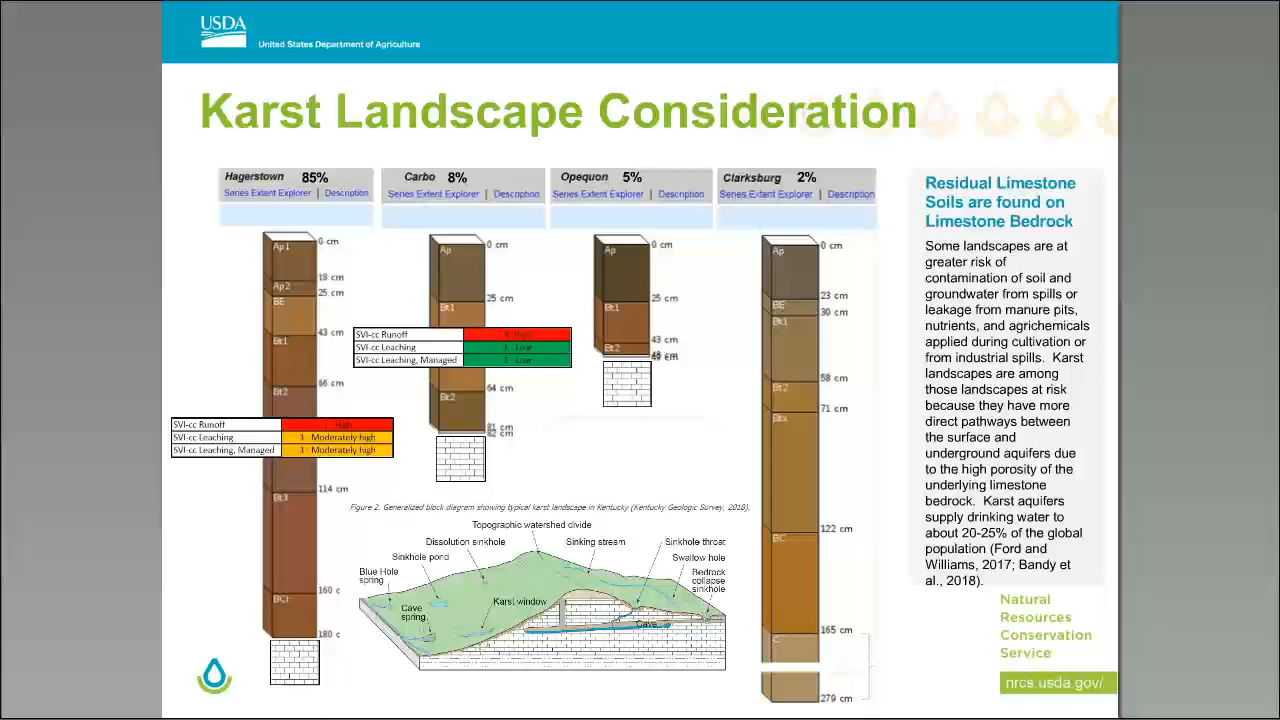 USDA
United States Department of Agriculture
Karst Landscape Consideration
Hagerstown 85%
Series Extent Explorer | Description
Carbo 8%
Series Extent Explorer | Description
Opequon 5%
Series Extent Explorer | Description
Clarksburg 2%
Series Extent Explorer | Description
Ap1
0 cm
18 cm
Ap2
25 cm
BE
43 cm
Bt1
66 cm
Bt2
114 cm
Bt3
160 c
BCt
180 c
SVI-cc Runoff High
SVI-cc Leaching 3 Moderately high
SVI-cc Leaching, Managed 3 Moderately high
Ap
0 cm
25 cm
Bt1
64 cm
Bt2
81 cm
82 cm
SVI-cc Runoff High
SVI-cc Leaching 1 Low
SVI-cc Leaching, Managed 1 Low
Ap
0 cm
25 cm
Bt1
43 cm
Bt2
Ap
0 cm
23 cm
BE
30 cm
Bt1
58 cm
Bt2
71 cm
Btx
122 cm
BC
165 cm
C
279 cm
Figure 2. Generalized block diagram showing typical karst landscape in Kentucky (Kentucky Geologic Survey, 2018).
Topographic watershed divide
Dissolution sinkhole
Sinking stream
Sinkhole throat
Sinkhole pond
Swallow hole
Blue Hole
spring
Bedrock
collapse
sinkhole
Karst window
Cave
spring
Cave
Residual Limestone
Soils are found on
Limestone Bedrock
Some landscapes are at
greater risk of
contamination of soil and
groundwater from spills or
leakage from manure pits,
nutrients, and agrichemicals
applied during cultivation or
from industrial spills. Karst
landscapes are among
those landscapes at risk
because they have more
direct pathways between
the surface and
underground aquifers due
to the high porosity of the
underlying limestone
bedrock. Karst aquifers
supply drinking water to
about 20-25% of the global
population (Ford and
Williams, 2017; Bandy et
al., 2018).
Natural
Resources
Conservation
Service
nrcs.usda.gov/